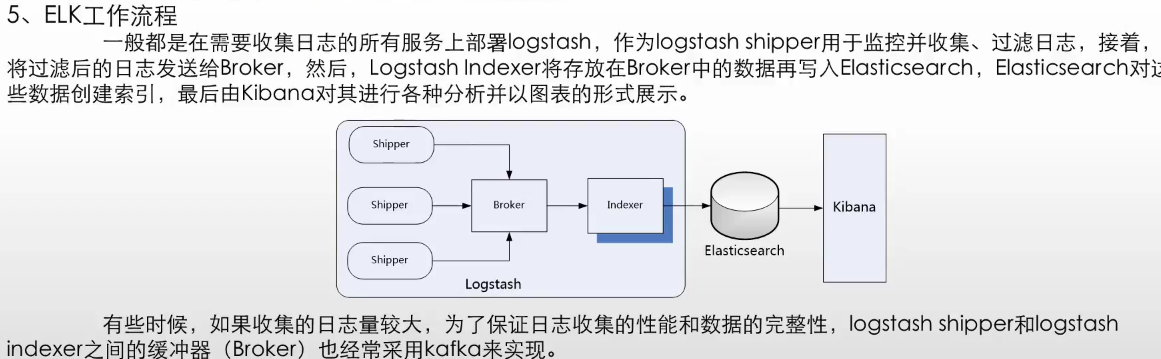 5、ELK工作流程
一般都是在需要收集日志的所有服务上部署logstash，作为logstash shipper用于监控并收集、过滤日志，接着，
将过滤后的日志发送给Broker，然后，Logstash Indexer将存放在Broker中的数据再写入Elasticsearch，Elasticsearch对这
些数据创建索引，最后由Kibana对其进行各种分析并以图表的形式展示。
Shipper
Shipper
Broker
Indexer
Kibana
Shipper
Elasticsearch
Logstash
有些时候，如果收集的日志量较大，为了保证日志收集的性能和数据的完整性，logstash shipper和logstash
indexer之间的缓冲器（Broker）也经常采用kafka来实现。